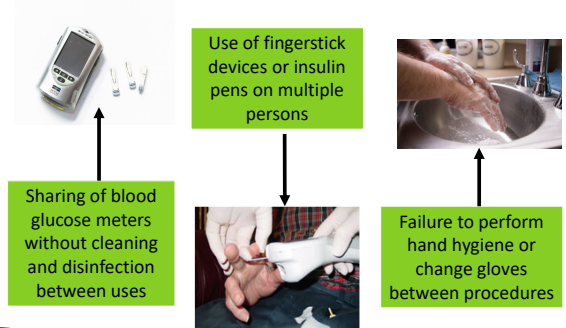 Use of fingerstick
devices or insulin
pens on multiple
persons
Sharing of blood
glucose meters
without cleaning
and disinfection
between uses
Failure to perform
hand hygiene or
change gloves
between procedures